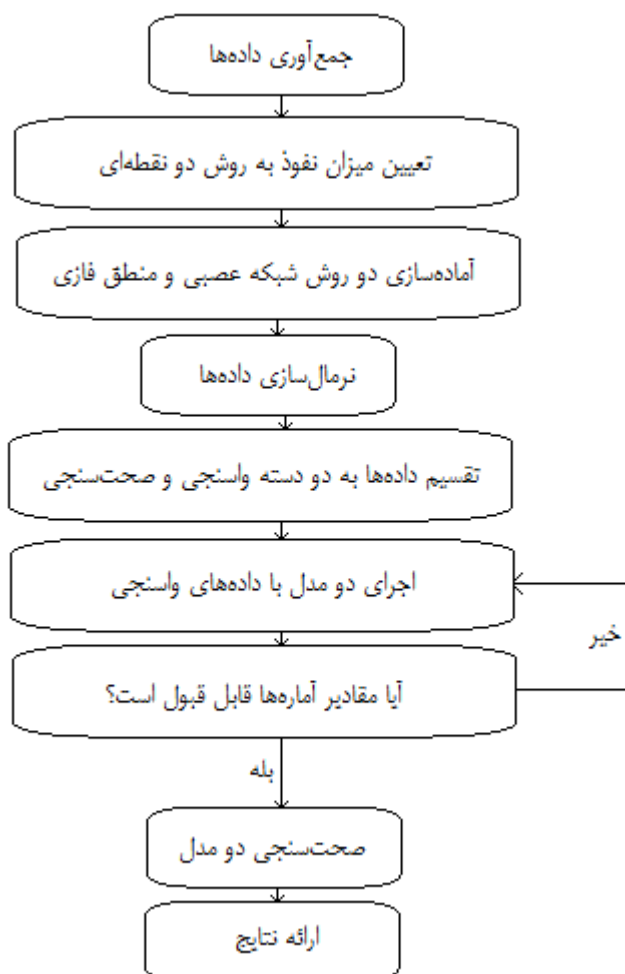 جمع‌آوری داده‌ها
تعیین میزان نفوذ به روش دو نقطه‌ای
آماده‌سازی دو روش شبکه عصبی و منطق فازی
نرمال‌سازی داده‌ها
تقسیم داده‌ها به دو دسته واسنجی و صحت‌سنجی
اجرای دو مدل با داده‌های واسنجی
خیر
آیا مقادیر آماره‌ها قابل قبول است؟
بله
صحت‌سنجی دو مدل
ارائه نتایج